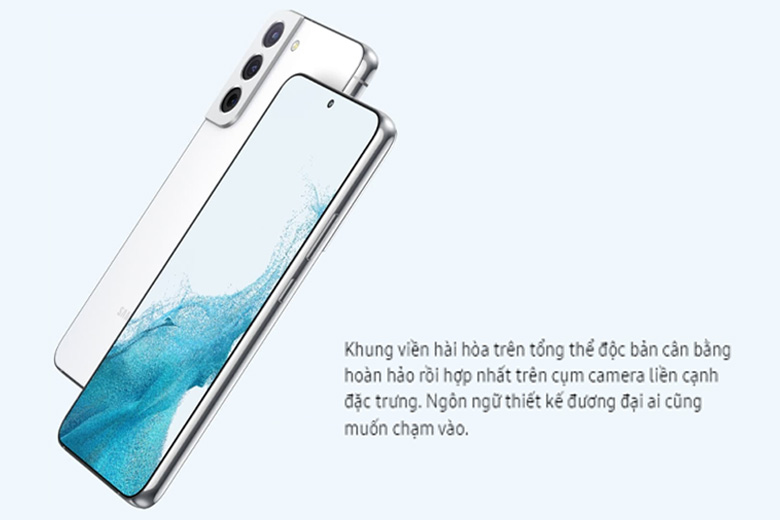 Khung viền hài hòa trên tổng thể độc bản cân bằng
hoàn hảo rồi hợp nhất trên cụm camera liền cạnh
đặc trưng. Ngôn ngữ thiết kế đương đại ai cũng
muốn chạm vào.